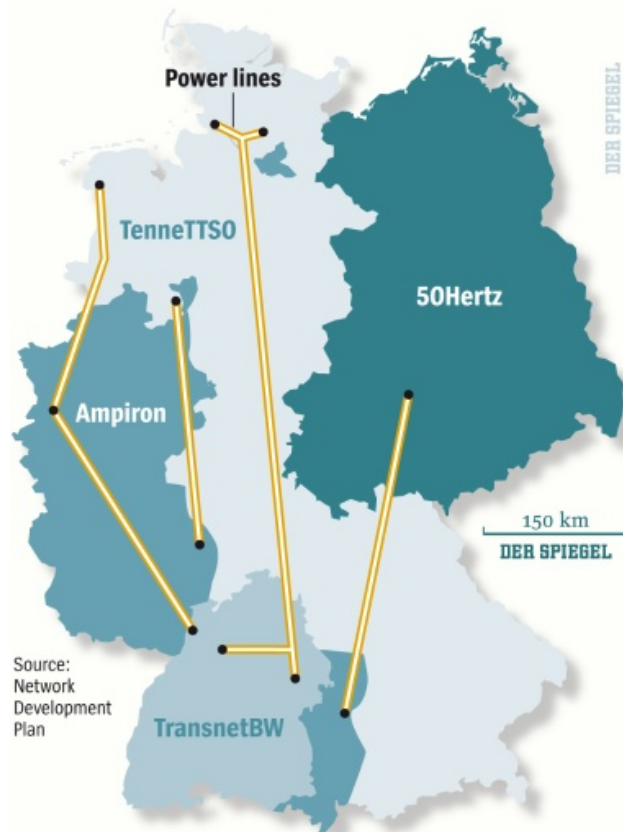 Power lines
DER SPIEGEL
TenneTTSO
50Hertz
Ampiron
150 km
DER SPIEGEL
Source:
Network
Development
Plan
TransnetBW